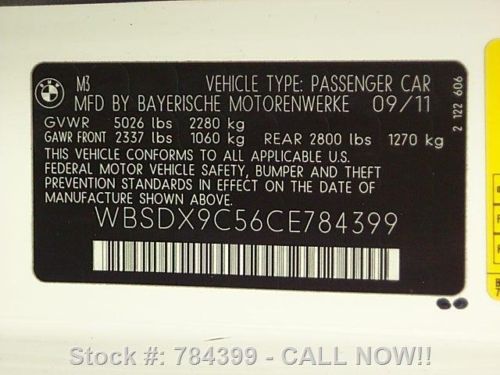 BMW
M3 VEHICLE TYPE: PASSENGER CAR
MFD BY BAYERISCHE MOTORENWERKE 09/11
GVWR 5026 lbs 2280 kg
GAWR FRONT 2337 lbs 1060 kg REAR 2800 lbs 1270 kg
THIS VEHICLE CONFORMS TO ALL APPLICABLE U.S.
FEDERAL MOTOR VEHICLE SAFETY, BUMPER AND THEFT
PREVENTION STANDARDS IN EFFECT ON THE DATE OF
MANUFACTURE SHOWN ABOVE.
WBSDX9C56CE784399
2 122 606
Stock #: 784399 - CALL NOW!!